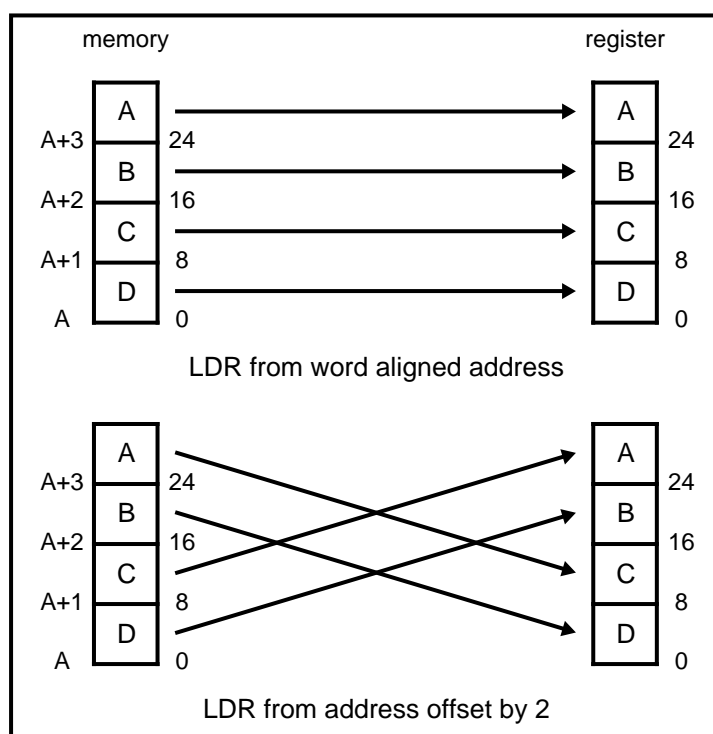 memory register
A A
A+3 24 24
B B
A+2 16 16
C C
A+1 8 8
D D
A 0 0
LDR from word aligned address
A A
A+3 24 24
B B
A+2 16 16
C C
A+1 8 8
D D
A 0 0
LDR from address offset by 2